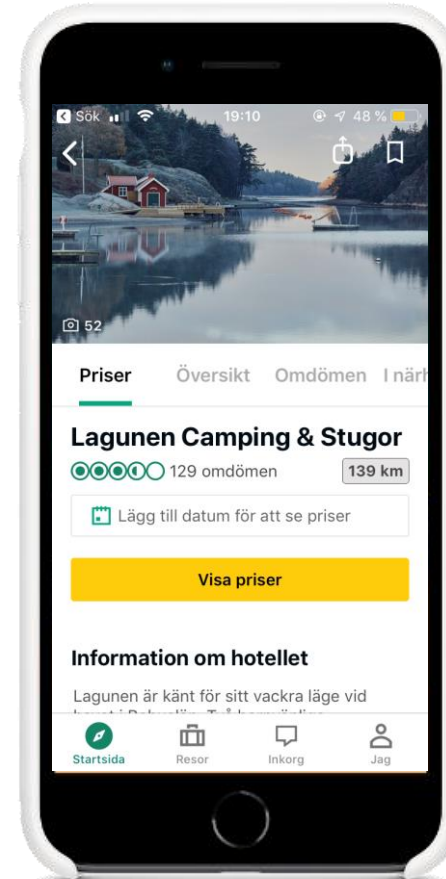 Sök 19:10 48 %
52
Priser Översikt Omdömen I närh
Lagunen Camping & Stugor
129 omdömen 139 km
Lägg till datum för att se priser
Visa priser
Information om hotellet
Lagunen är känt för sitt vackra läge vid
Startsida Resor Inkorg Jag